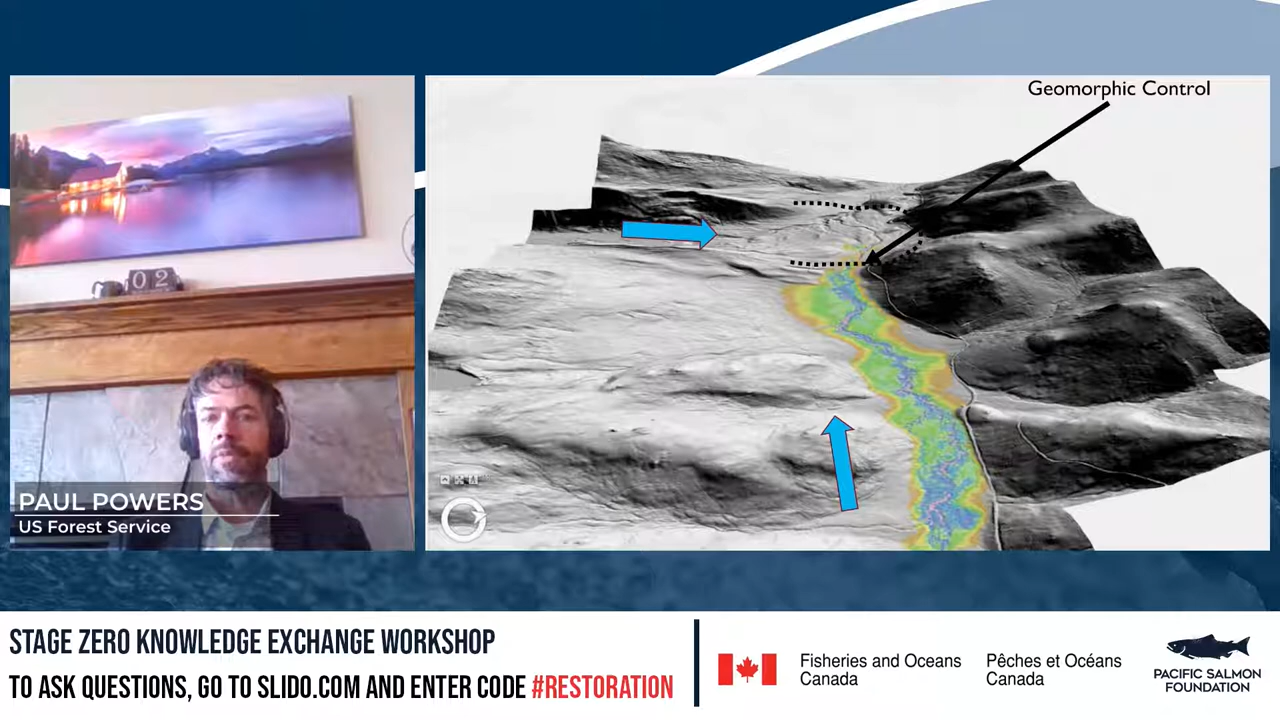 Geomorphic Control
02
PAUL POWERS
US Forest Service
STAGE ZERO KNOWLEDGE EXCHANGE WORKSHOP
TO ASK QUESTIONS, GO TO SLIDO.COM AND ENTER CODE #RESTORATION
Fisheries and Oceans
Canada
Pêches et Océans
Canada
PACIFIC SALMON
FOUNDATION